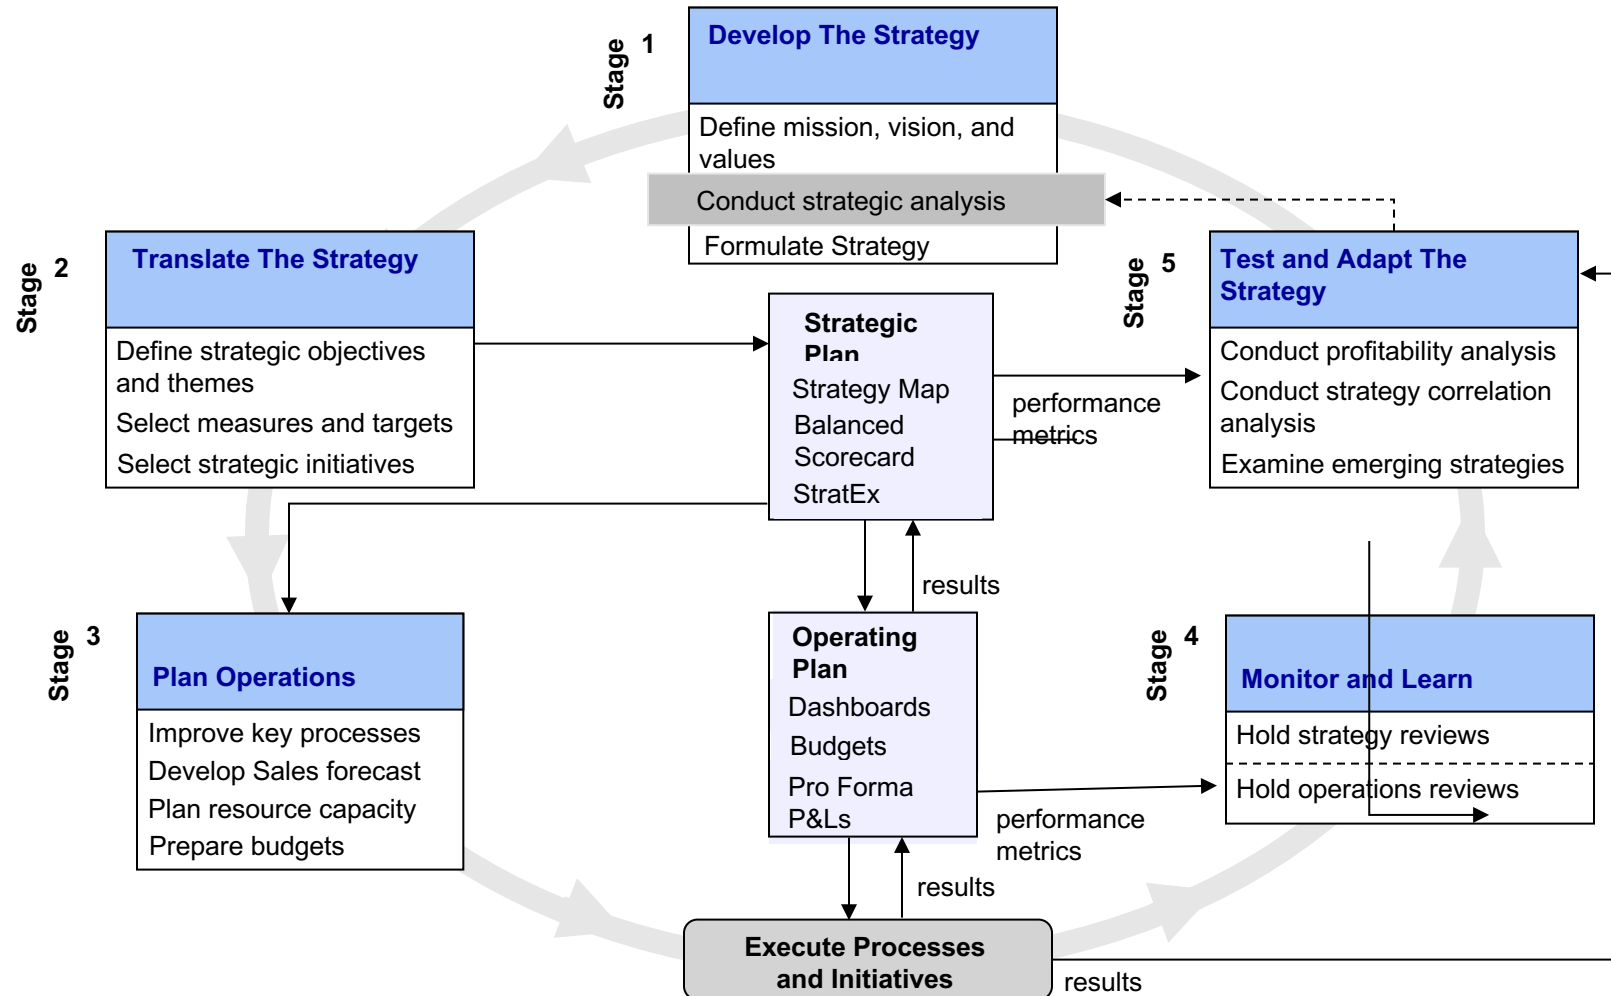 Stage 1
Develop The Strategy
Define mission, vision, and
values
Conduct strategic analysis
Formulate Strategy
Stage 2
Translate The Strategy
Define strategic objectives
and themes
Select measures and targets
Select strategic initiatives
Strategic
Plan
Strategy Map
Balanced
Scorecard
StratEx
performance
metrics
Stage 5
Test and Adapt The
Strategy
Conduct profitability analysis
Conduct strategy correlation
analysis
Examine emerging strategies
results
Stage 3
Plan Operations
Improve key processes
Develop Sales forecast
Plan resource capacity
Prepare budgets
Operating
Plan
Dashboards
Budgets
Pro Forma
P&Ls
performance
metrics
Stage 4
Monitor and Learn
Hold strategy reviews
Hold operations reviews
results
Execute Processes
and Initiatives
results